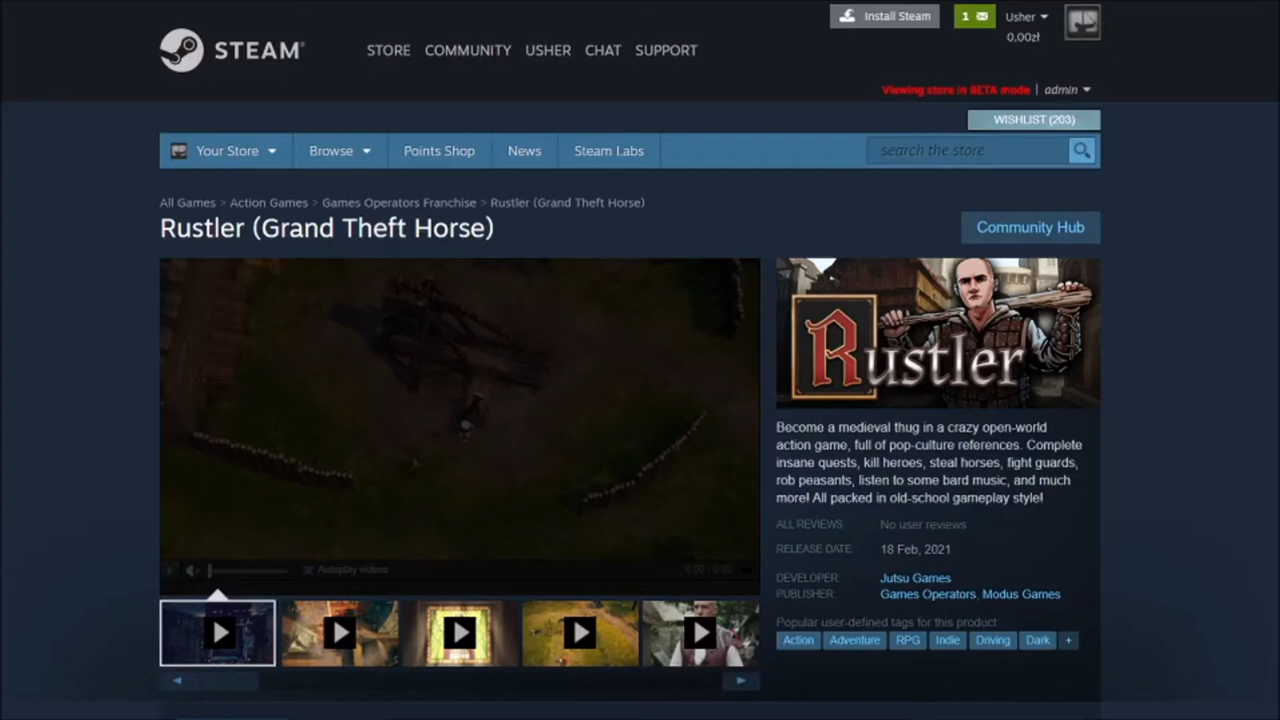 Install Steam
1
Usher
0,00zł
STEAM®
STORE COMMUNITY USHER CHAT SUPPORT
Viewing store in BETA mode | admin
WISHLIST (203)
Your Store Browse Points Shop News Steam Labs
search the store
All Games > Action Games > Games Operators Franchise > Rustler (Grand Theft Horse)
Rustler (Grand Theft Horse)
Community Hub
Rustler
Become a medieval thug in a crazy open-world
action game, full of pop-culture references. Complete
insane quests, kill heroes, steal horses, fight guards,
rob peasants, listen to some bard music, and much
more! All packed in old-school gameplay style!
ALL REVIEWS: No user reviews
RELEASE DATE: 18 Feb, 2021
DEVELOPER: Jutsu Games
PUBLISHER: Games Operators, Modus Games
Popular user-defined tags for this product:
Action Adventure RPG Indie Driving Dark +
Autoplay videos
0:00 / 0:00